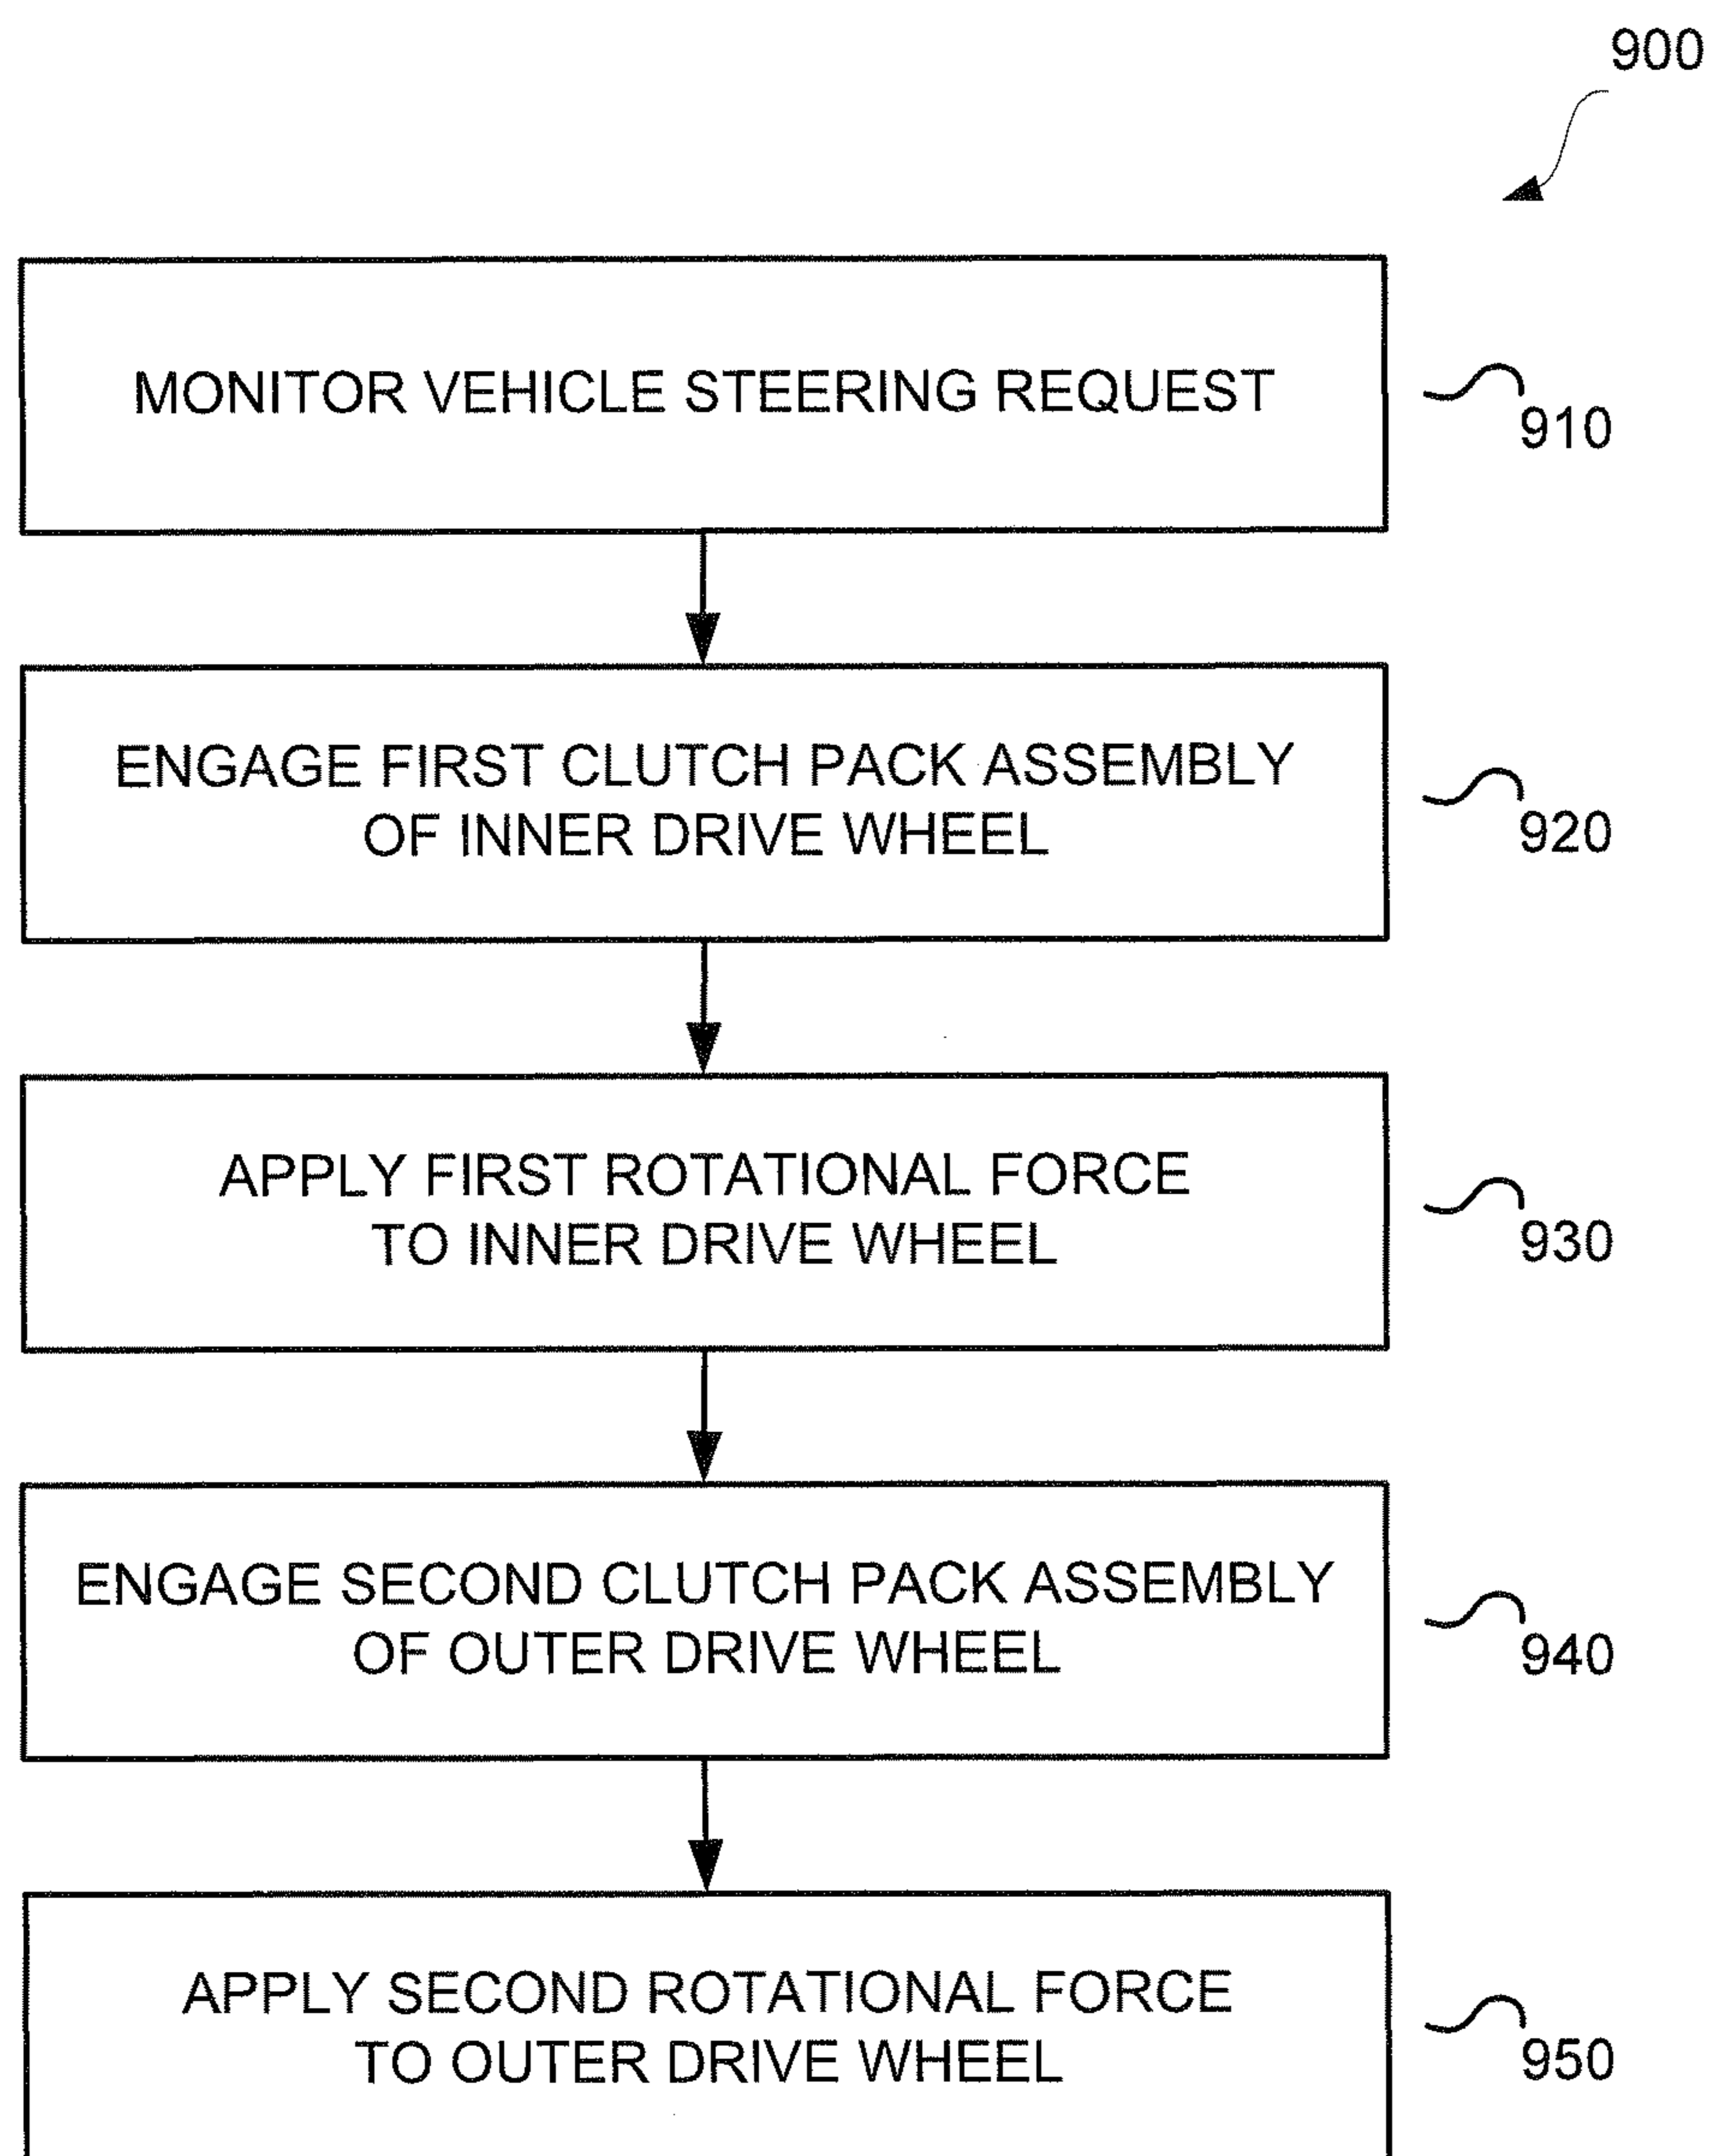 900
MONITOR VEHICLE STEERING REQUEST
910
ENGAGE FIRST CLUTCH PACK ASSEMBLY
OF INNER DRIVE WHEEL
920
APPLY FIRST ROTATIONAL FORCE
TO INNER DRIVE WHEEL
930
ENGAGE SECOND CLUTCH PACK ASSEMBLY
OF OUTER DRIVE WHEEL
940
APPLY SECOND ROTATIONAL FORCE
TO OUTER DRIVE WHEEL
950